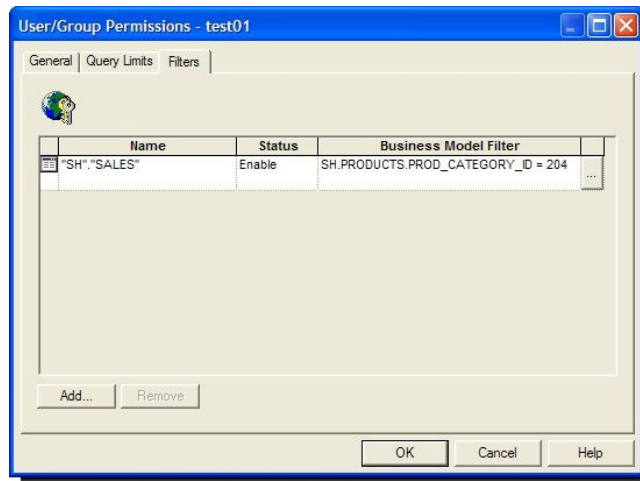 User/Group Permissions - test01
General Query Limits Filters
Name Status Business Model Filter
"SH"."SALES" Enable SH.PRODUCTS.PROD_CATEGORY_ID = 204 ...
Add... Remove
OK Cancel Help